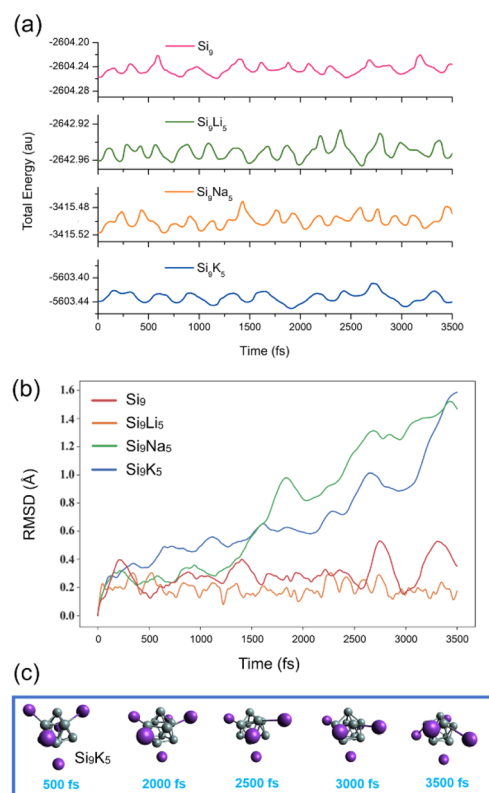 (a)
-2604.20
-2604.24
-2604.28
Si₉
-2642.92
-2642.96
Si₉Li₅
-3415.48
-3415.52
Si₉Na₅
-5603.40
-5603.44
Si₉K₅
Total Energy (au)
0 500 1000 1500 2000 2500 3000 3500
Time (fs)
(b)
1.6
1.4
1.2
1.0
0.8
0.6
0.4
0.2
0.0
Si₉
Si₉Li₅
Si₉Na₅
Si₉K₅
RMSD (Å)
0 500 1000 1500 2000 2500 3000 3500
Time (fs)
(c)
Si₉K₅
500 fs 2000 fs 2500 fs 3000 fs 3500 fs